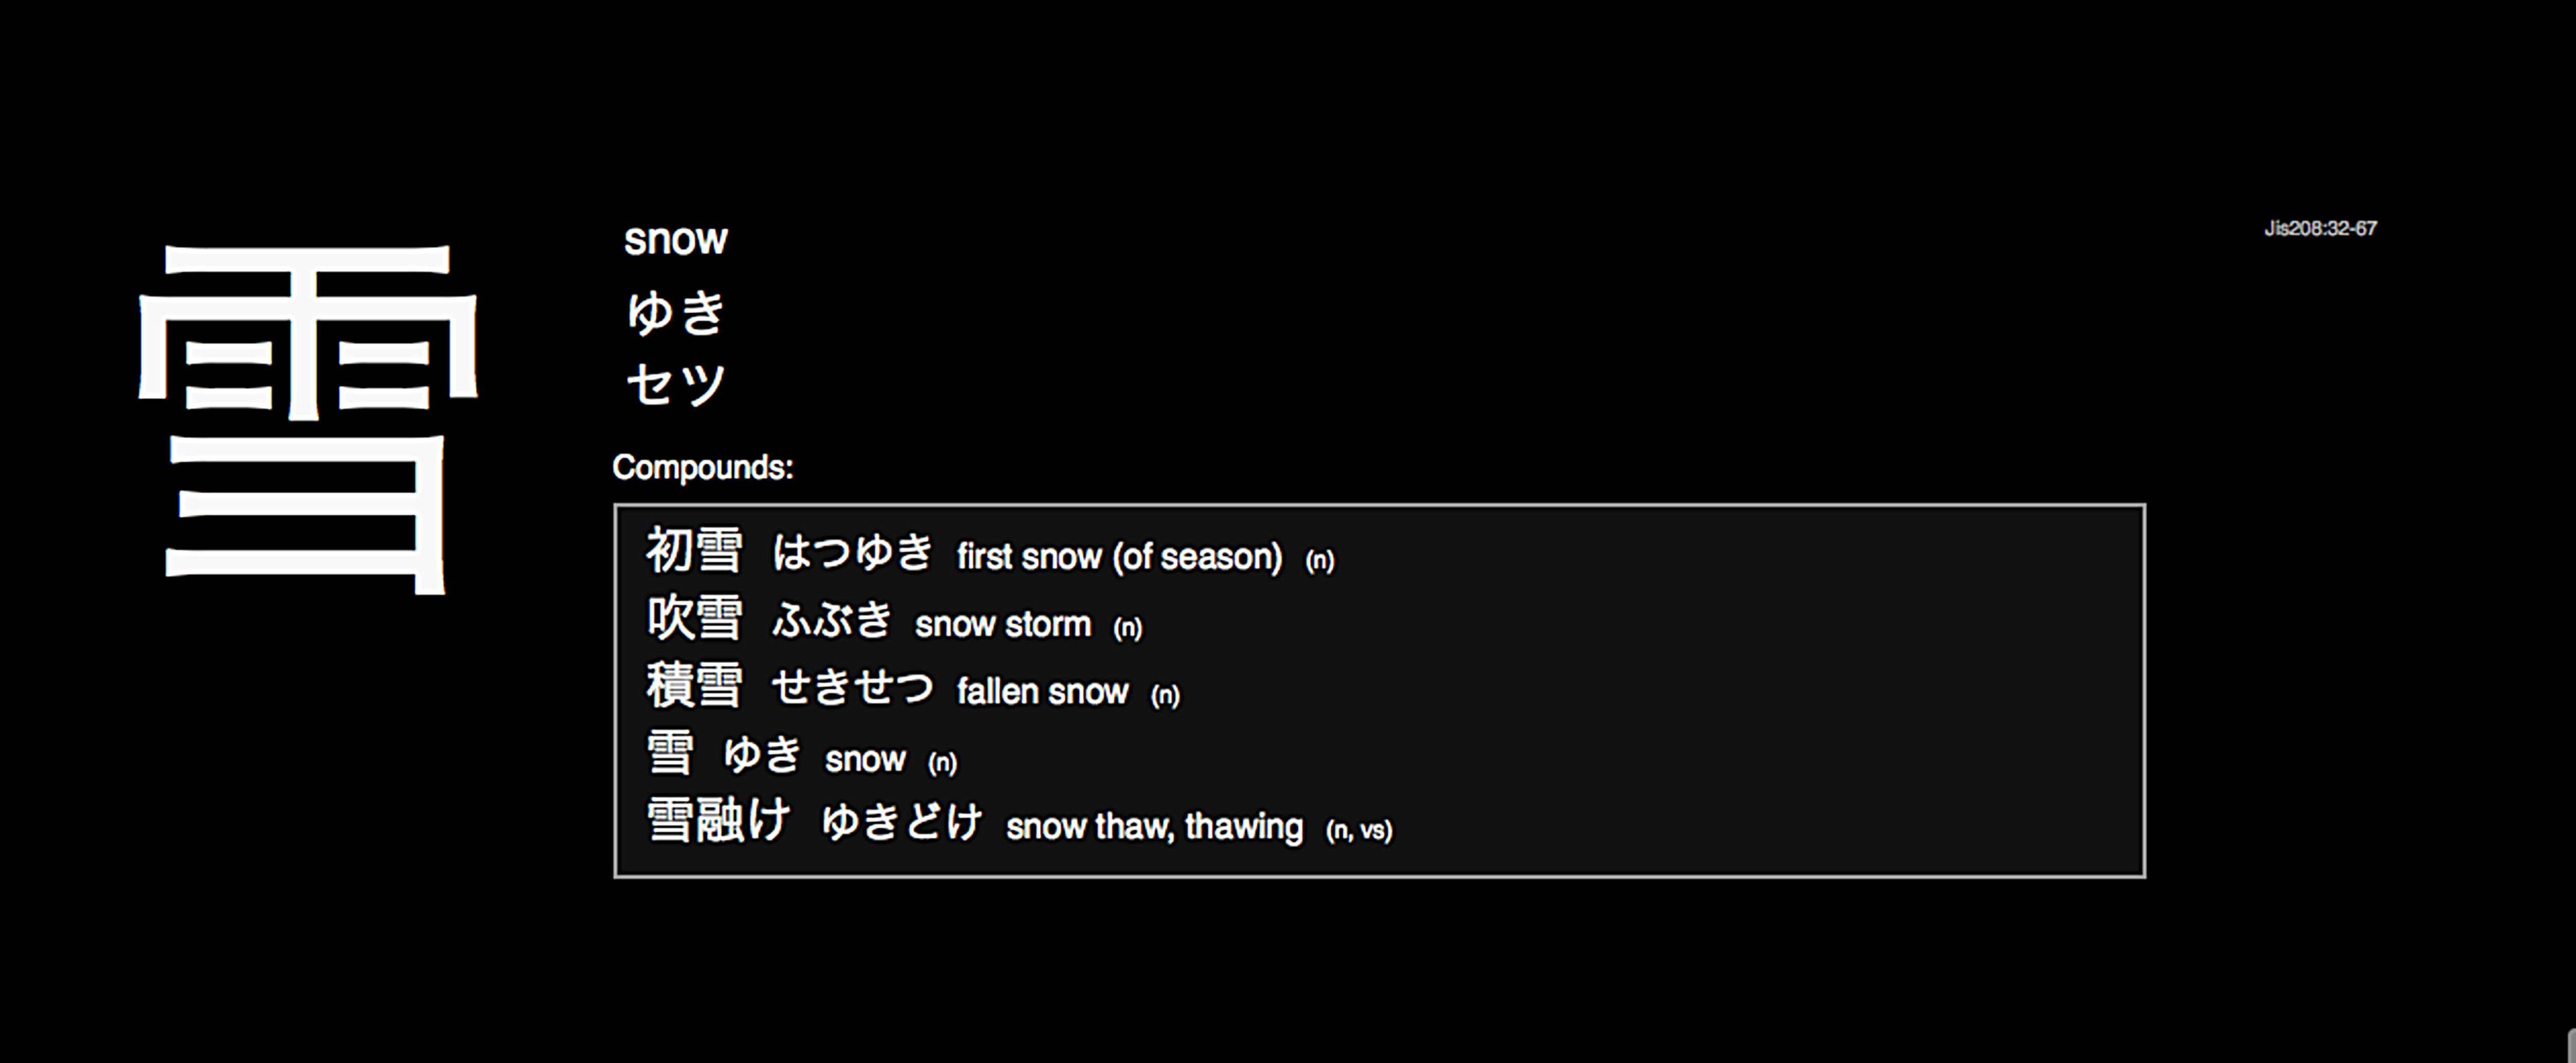 雪
snow
ゆき
セツ
Jis208:32-67
Compounds:
初雪 はつゆき first snow (of season) (n)
吹雪 ふぶき snow storm (n)
積雪 せきせつ fallen snow (n)
雪 ゆき snow (n)
雪融け ゆきどけ snow thaw, thawing (n, vs)